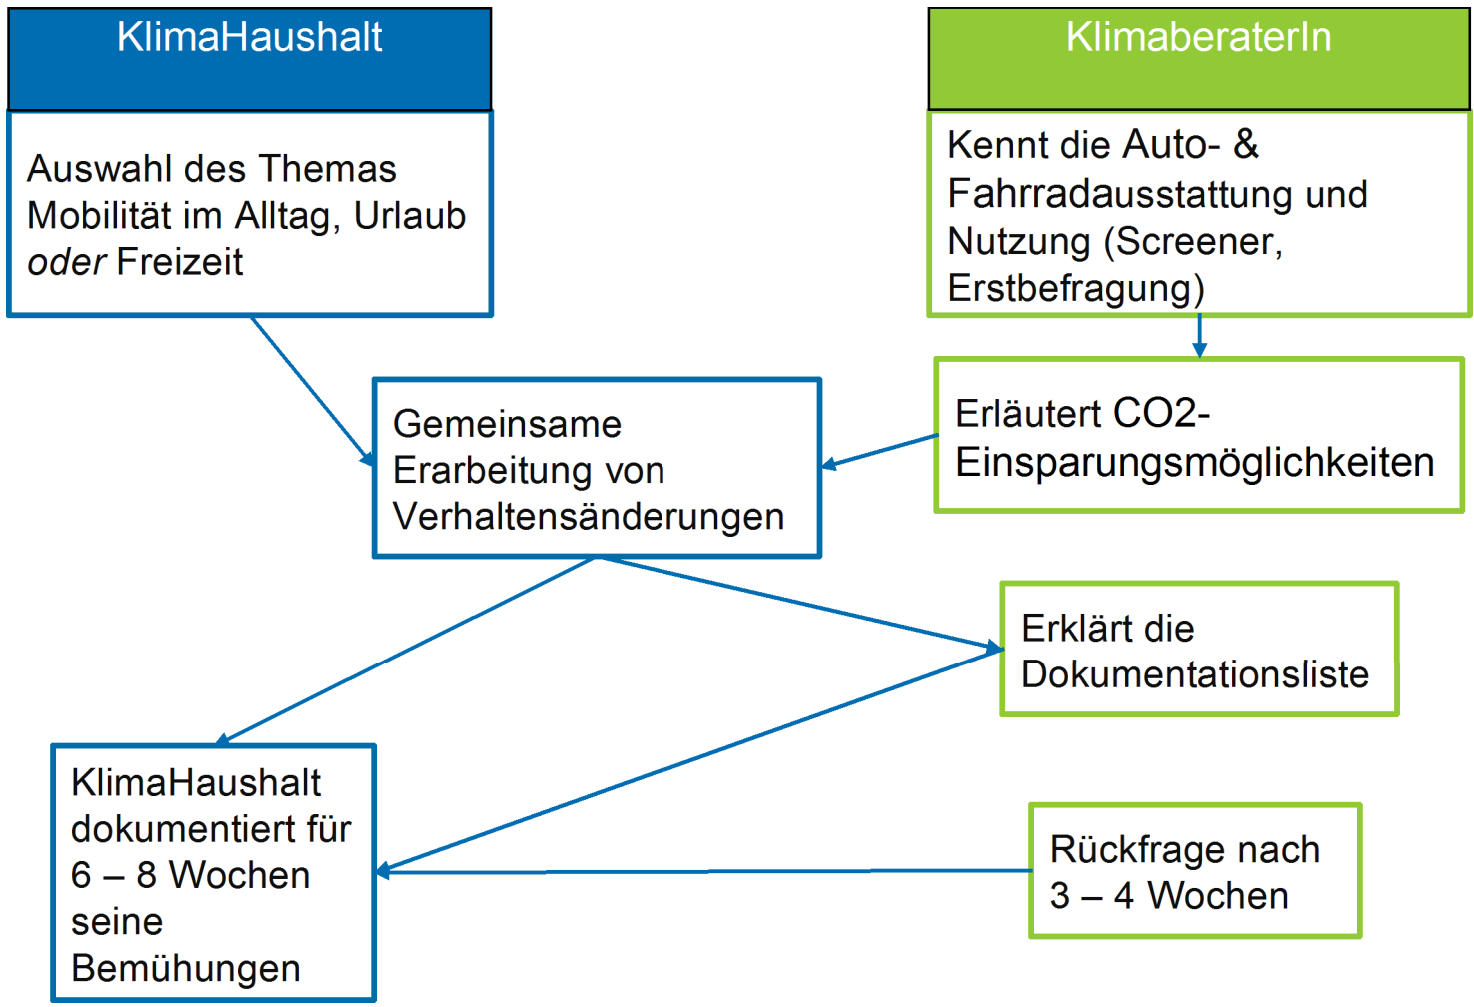 KlimaHaushalt
KlimaberaterIn
Auswahl des Themas
Mobilität im Alltag, Urlaub
oder Freizeit
Kennt die Auto- &
Fahrradausstattung und
Nutzung (Screener,
Erstbefragung)
Gemeinsame
Erarbeitung von
Verhaltensänderungen
Erläutert CO2-
Einsparungsmöglichkeiten
Erklärt die
Dokumentationsliste
KlimaHaushalt
dokumentiert für
6 – 8 Wochen
seine
Bemühungen
Rückfrage nach
3 – 4 Wochen